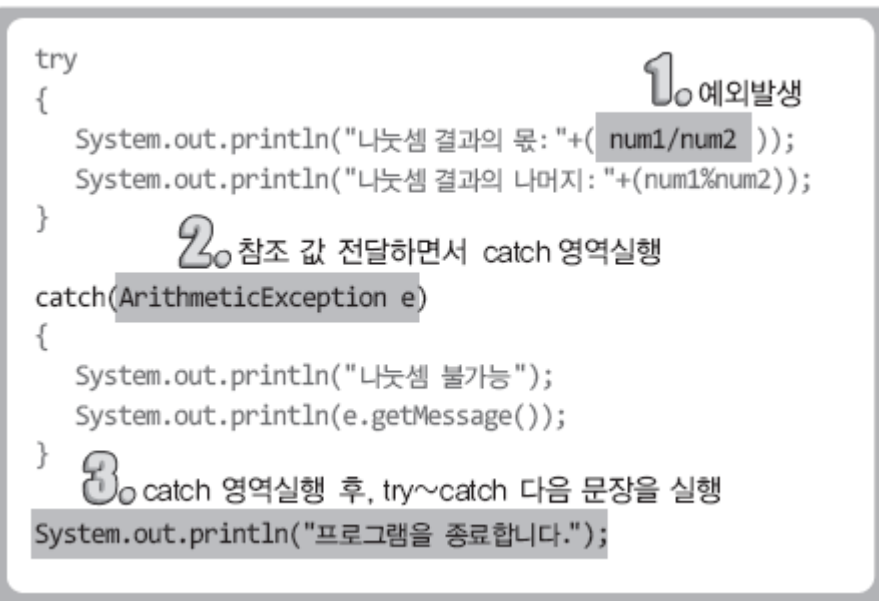 try
1. 예외발생
{
System.out.println("나눗셈 결과의 몫: "+( num1/num2 ));
System.out.println("나눗셈 결과의 나머지: "+(num1%num2));
}
2. 참조 값 전달하면서 catch 영역실행
catch(ArithmeticException e)
{
System.out.println("나눗셈 불가능");
System.out.println(e.getMessage());
}
3. catch 영역실행 후, try~catch 다음 문장을 실행
System.out.println("프로그램을 종료합니다.");